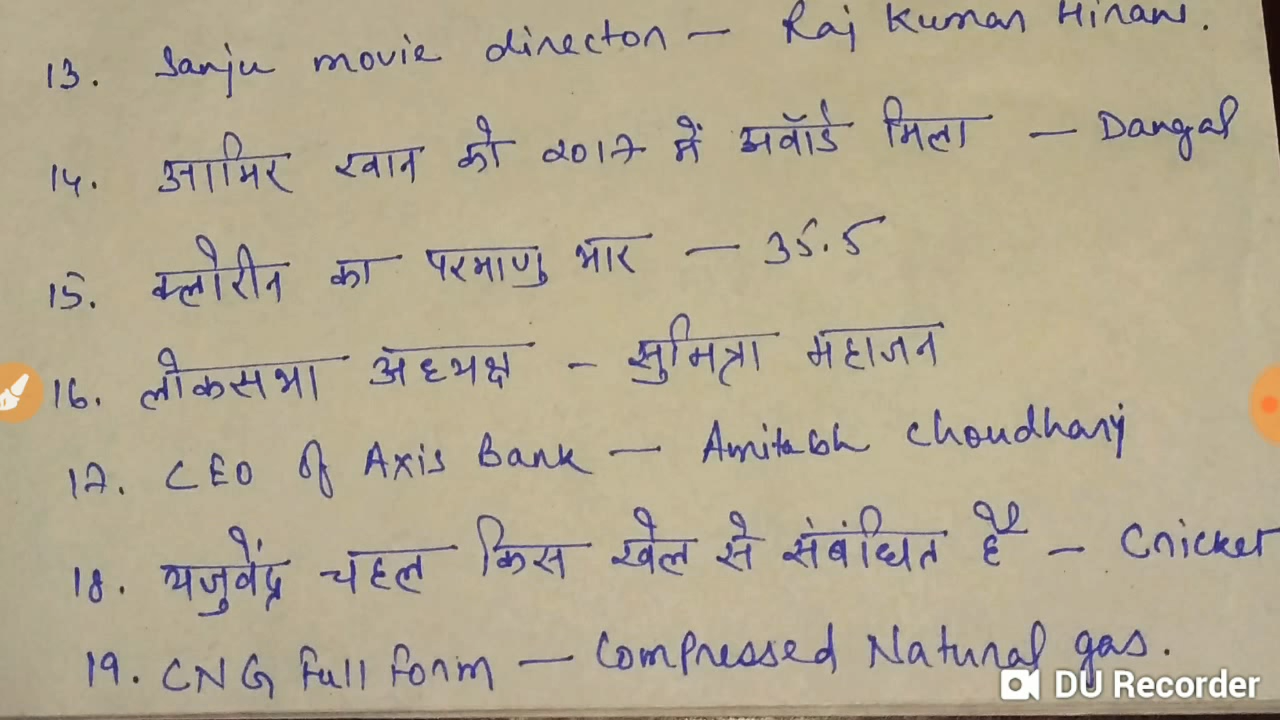 13. Sanju movie director - Raj Kumar Hirani.
14. आमिर खान को 2017 में अवॉर्ड मिला - Dangal
15. क्लोरीन का परमाणु भार - 35.5
16. लोकसभा अध्यक्ष - सुमित्रा महाजन
17. CEO of Axis Bank - Amitabh Choudhary
18. यजुवेंद्र चहल किस खेल से संबंधित है - Cricket
19. CNG Full Form - Compressed Natural gas.
DU Recorder